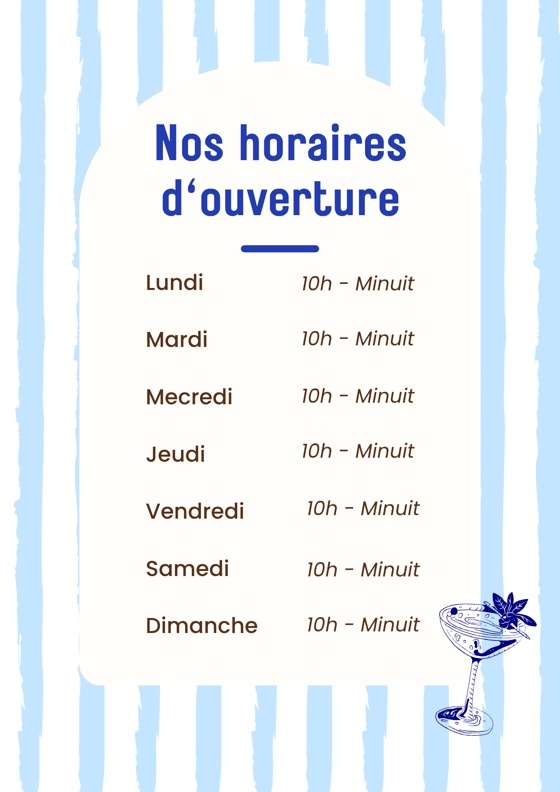 Nos horaires
d‘ouverture
Lundi 10h - Minuit
Mardi 10h - Minuit
Mecredi 10h - Minuit
Jeudi 10h - Minuit
Vendredi 10h - Minuit
Samedi 10h - Minuit
Dimanche 10h - Minuit